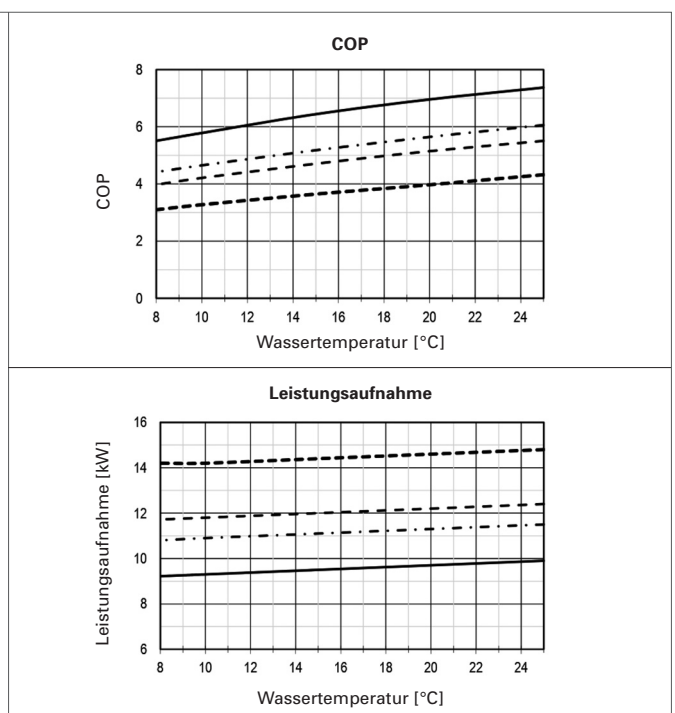 COP
8
6
4
2
0
COP
8 10 12 14 16 18 20 22 24
Wassertemperatur [°C]
Leistungsaufnahme
16
14
12
10
8
6
Leistungsaufnahme [kW]
8 10 12 14 16 18 20 22 24
Wassertemperatur [°C]